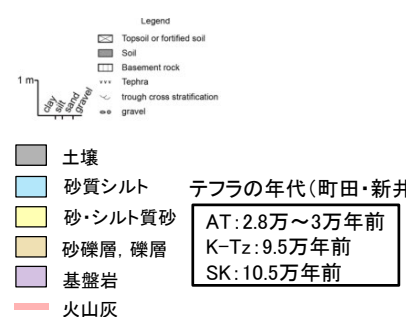 Legend
Topsoil or fortified soil
Soil
Basement rock
Tephra
trough cross stratification
gravel
1 m
clay
silt
sand
gravel
土壌
砂質シルト
砂・シルト質砂
砂礫層，礫層
基盤岩
火山灰
テフラの年代（町田・新井
AT：2.8万～3万年前
K-Tz：9.5万年前
SK：10.5万年前